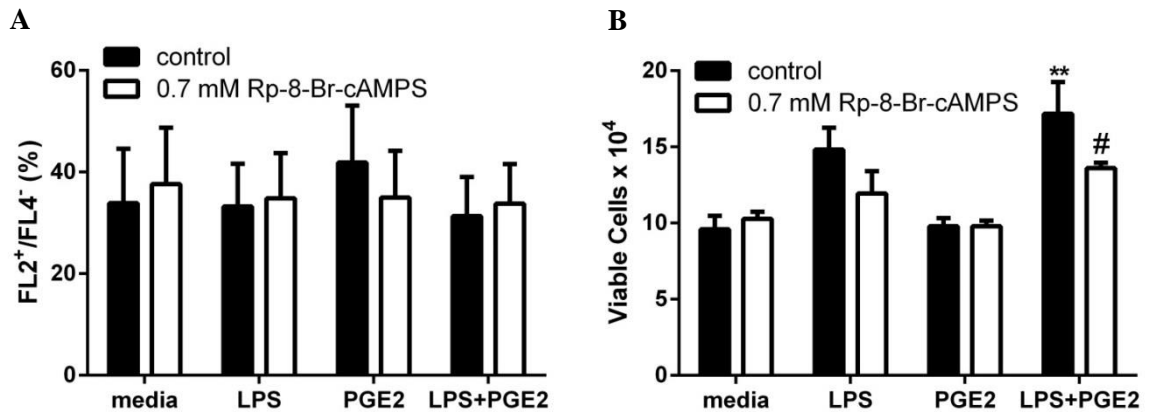 A
control
0.7 mM Rp-8-Br-cAMPS
FL2⁺/FL4⁻ (%)
60
40
20
0
media LPS PGE2 LPS+PGE2
B
control
0.7 mM Rp-8-Br-cAMPS
Viable Cells x 10⁴
20
15
10
5
0
**
#
media LPS PGE2 LPS+PGE2